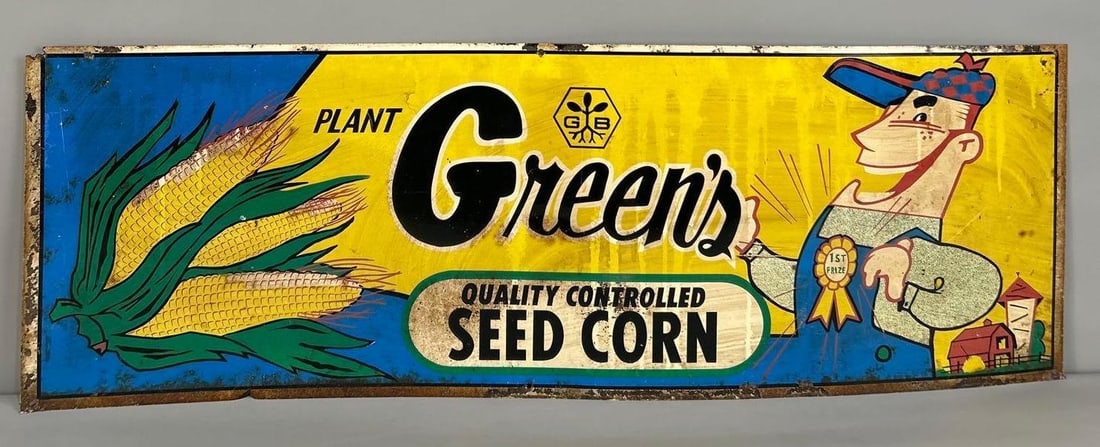 PLANT
Green's
G B
QUALITY CONTROLLED
SEED CORN
1ST
PRIZE